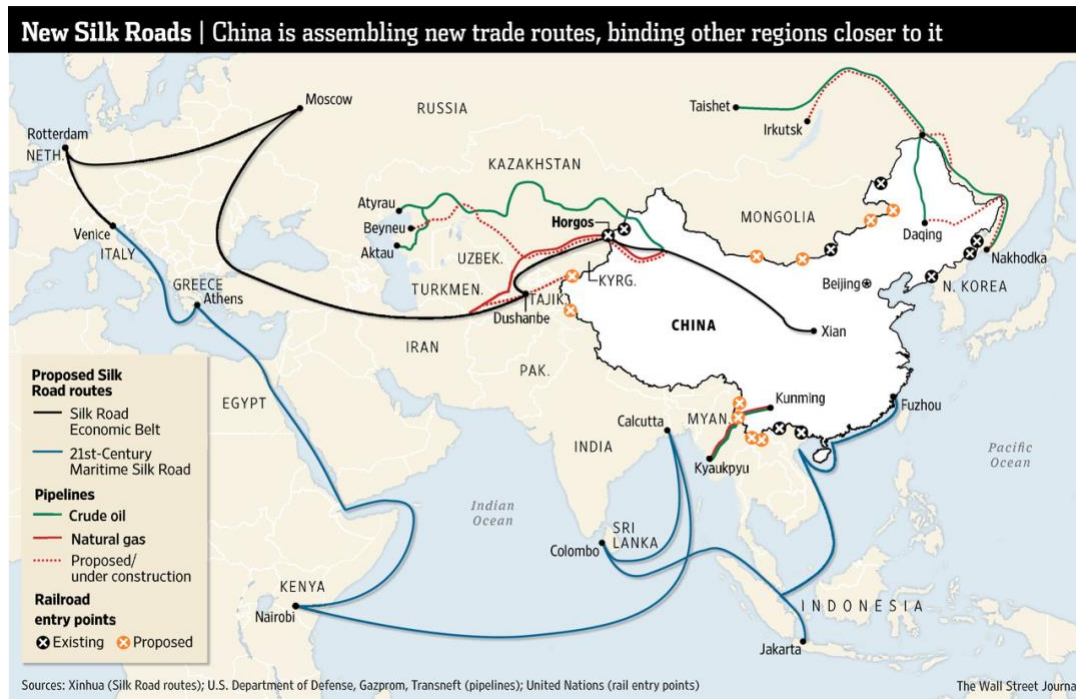 New Silk Roads | China is assembling new trade routes, binding other regions closer to it
Moscow
RUSSIA
Taishet
Irkutsk
Rotterdam
NETH.
KAZAKHSTAN
Atyrau
Beyneu
Aktau
Horgos
MONGOLIA
Daqing
Nakhodka
Venice
ITALY
UZBEK.
GREECE
Athens
TURKMEN.
KYRG.
TAJIK.
Dushanbe
Beijing
N. KOREA
CHINA
Xian
IRAN
PAK.
EGYPT
Calcutta
MYAN.
Kunming
Fuzhou
INDIA
Kyaukpyu
Pacific
Ocean
Indian
Ocean
SRI
LANKA
Colombo
KENYA
Nairobi
INDONESIA
Jakarta
Proposed Silk
Road routes
Silk Road
Economic Belt
21st-Century
Maritime Silk Road
Pipelines
Crude oil
Natural gas
Proposed/
under construction
Railroad
entry points
Existing
Proposed
Sources: Xinhua (Silk Road routes); U.S. Department of Defense, Gazprom, Transneft (pipelines); United Nations (rail entry points)
The Wall Street Journa